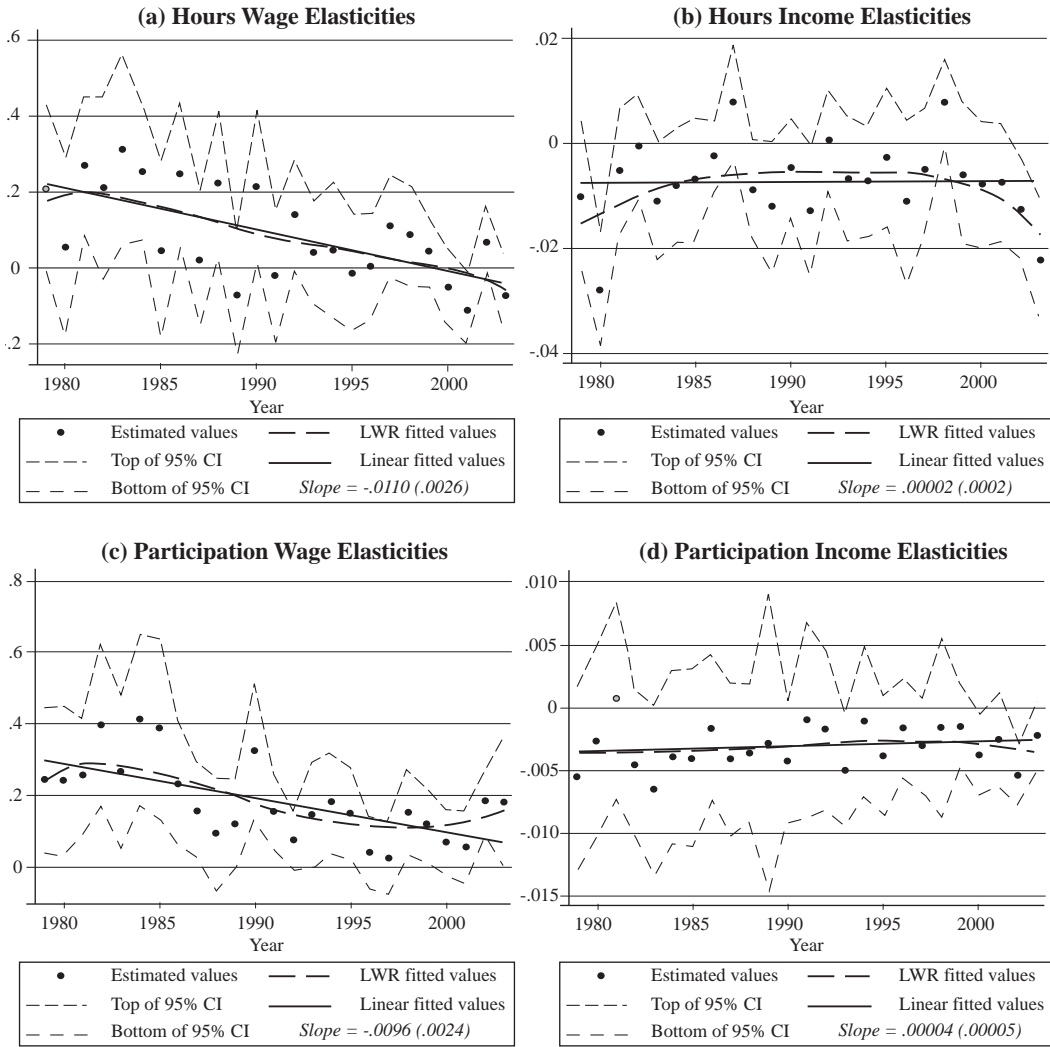 (a) Hours Wage Elasticities
.6
.4
.2
0
.2
1980 1985 1990 1995 2000
Year
Estimated values LWR fitted values
Top of 95% CI Linear fitted values
Bottom of 95% CI Slope = -.0110 (.0026)
(b) Hours Income Elasticities
.02
0
-.02
-.04
1980 1985 1990 1995 2000
Year
Estimated values LWR fitted values
Top of 95% CI Linear fitted values
Bottom of 95% CI Slope = .00002 (.0002)
(c) Participation Wage Elasticities
.8
.6
.4
.2
0
1980 1985 1990 1995 2000
Year
Estimated values LWR fitted values
Top of 95% CI Linear fitted values
Bottom of 95% CI Slope = -.0096 (.0024)
(d) Participation Income Elasticities
.010
.005
0
-.005
-.010
-.015
1980 1985 1990 1995 2000
Year
Estimated values LWR fitted values
Top of 95% CI Linear fitted values
Bottom of 95% CI Slope = .00004 (.00005)